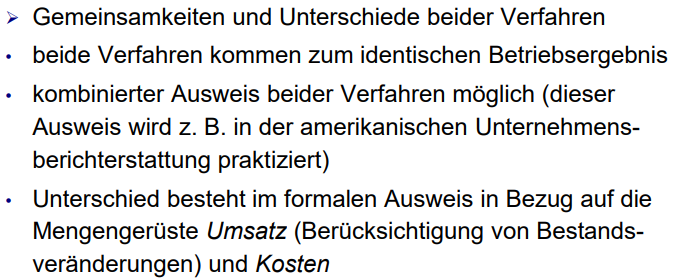 ➢ Gemeinsamkeiten und Unterschiede beider Verfahren
• beide Verfahren kommen zum identischen Betriebsergebnis
• kombinierter Ausweis beider Verfahren möglich (dieser
Ausweis wird z. B. in der amerikanischen Unternehmens-
berichterstattung praktiziert)
• Unterschied besteht im formalen Ausweis in Bezug auf die
Mengengerüste Umsatz (Berücksichtigung von Bestands-
veränderungen) und Kosten